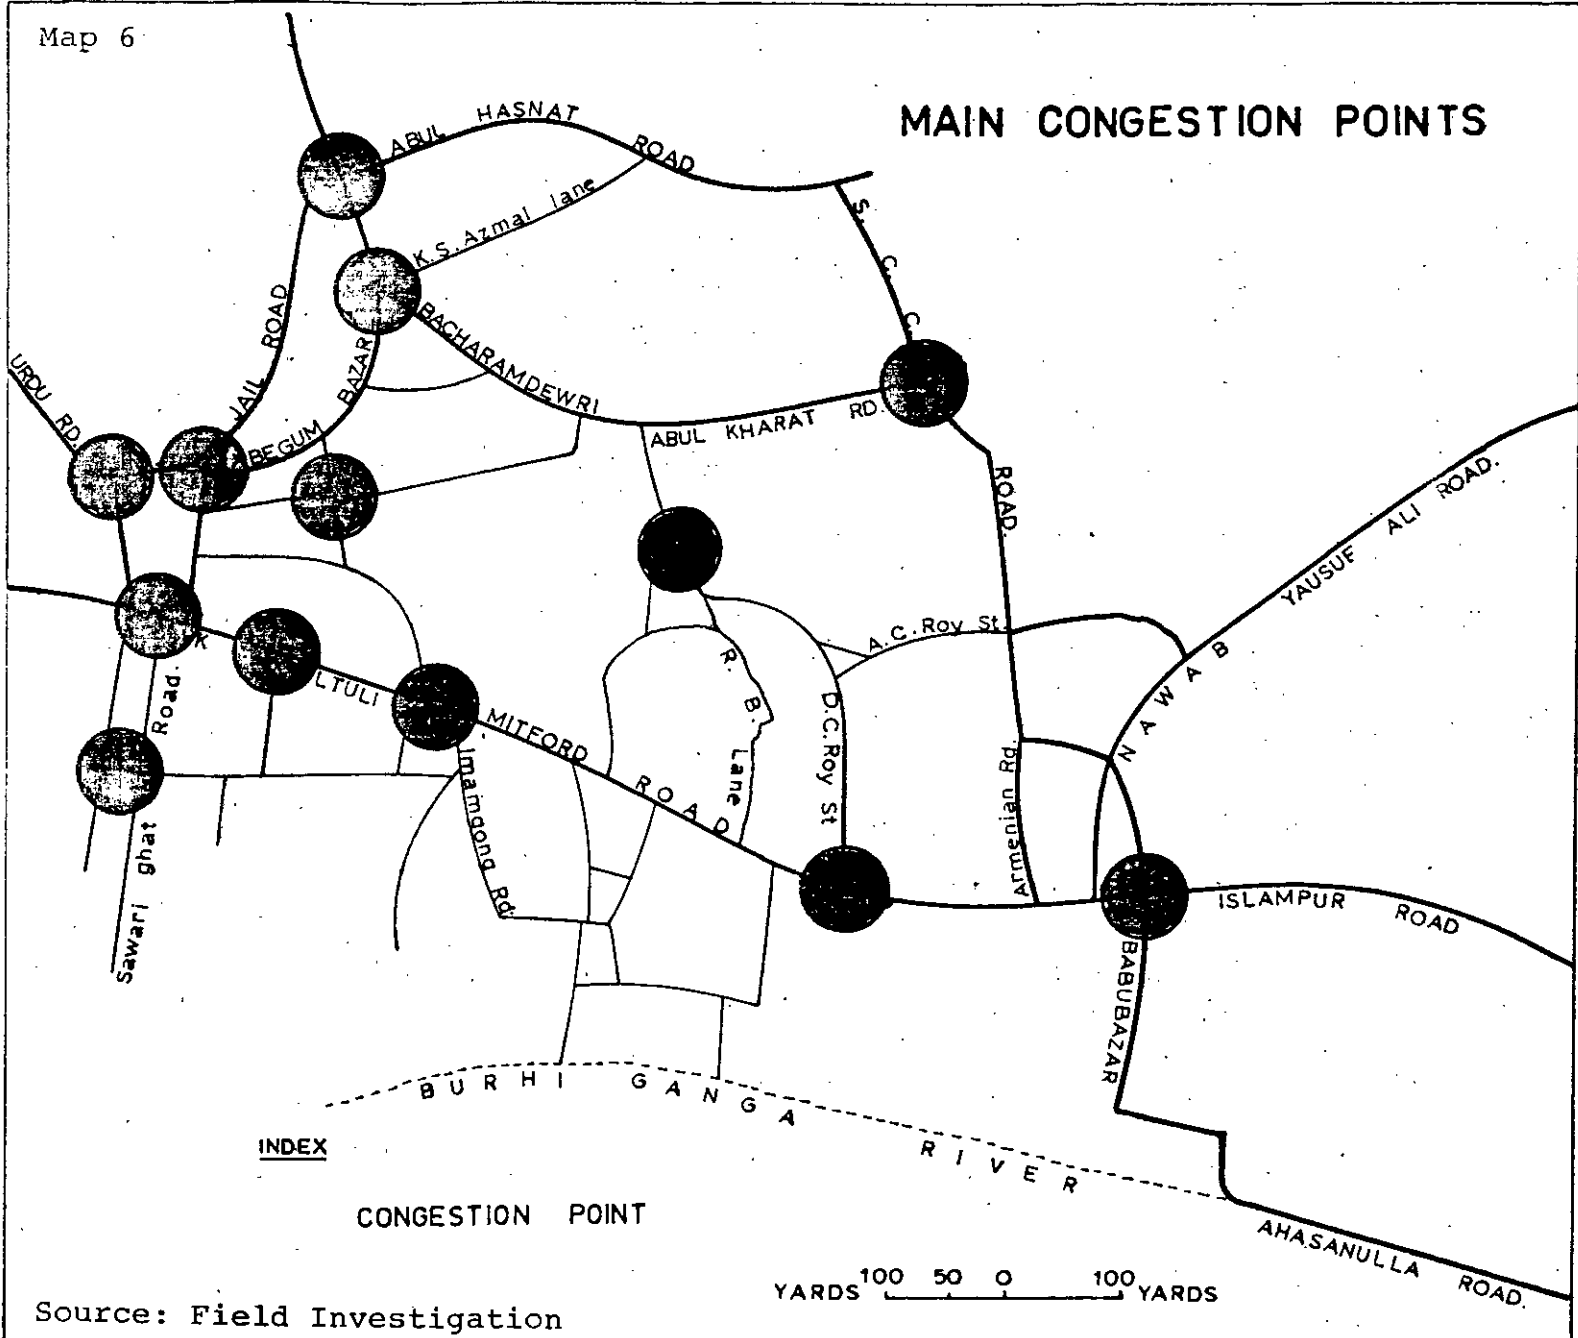 Map 6
MAIN CONGESTION POINTS
ABUL HASNAT ROAD
K.S. Azmal lane
S. C. C. ROAD.
JAIL ROAD
BEGUM BAZAR
BACHARAMDEWRI
URDU RD.
ABUL KHARAT RD.
NAWAB YAUSUF ALI ROAD.
A.C. Roy St.
R. B. Lane
D.C. Roy St
Armanian Rd.
LTULI
MITFORD ROAD
Imamgong Rd.
Sawari ghat Road.
ISLAMPUR ROAD
BABUBAZAR
BURHI GANGA RIVER
AHASANULLA ROAD.
INDEX
CONGESTION POINT
YARDS 100 50 0 100 YARDS
Source: Field Investigation